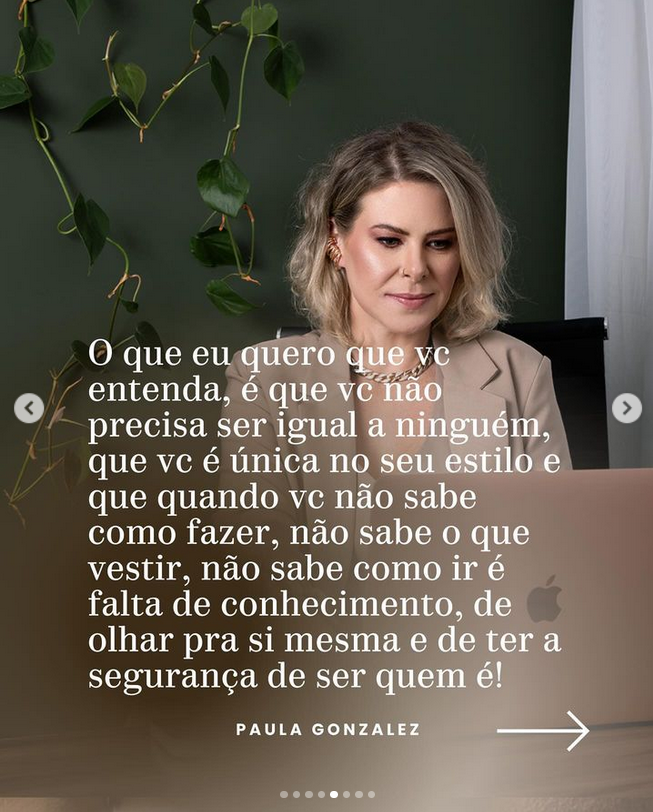 O que eu quero que vc
entenda, é que vc não
precisa ser igual a ninguém,
que vc é única no seu estilo e
que quando vc não sabe
como fazer, não sabe o que
vestir, não sabe como ir é
falta de conhecimento, de
olhar pra si mesma e de ter a
segurança de ser quem é!
PAULA GONZALEZ